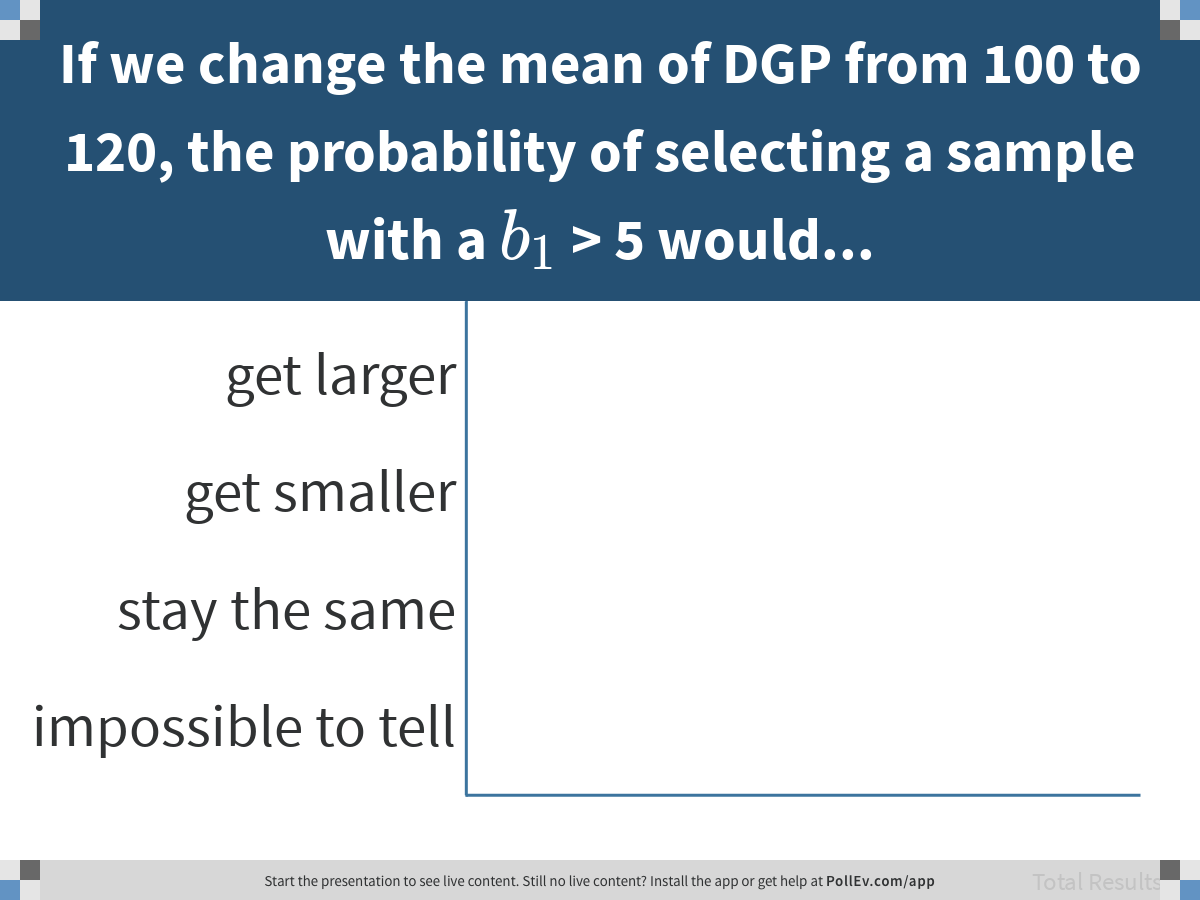 If we change the mean of DGP from 100 to
120, the probability of selecting a sample
with a b₁ > 5 would...
get larger
get smaller
stay the same
impossible to tell
Start the presentation to see live content. Still no live content? Install the app or get help at PollEv.com/app
Total Results